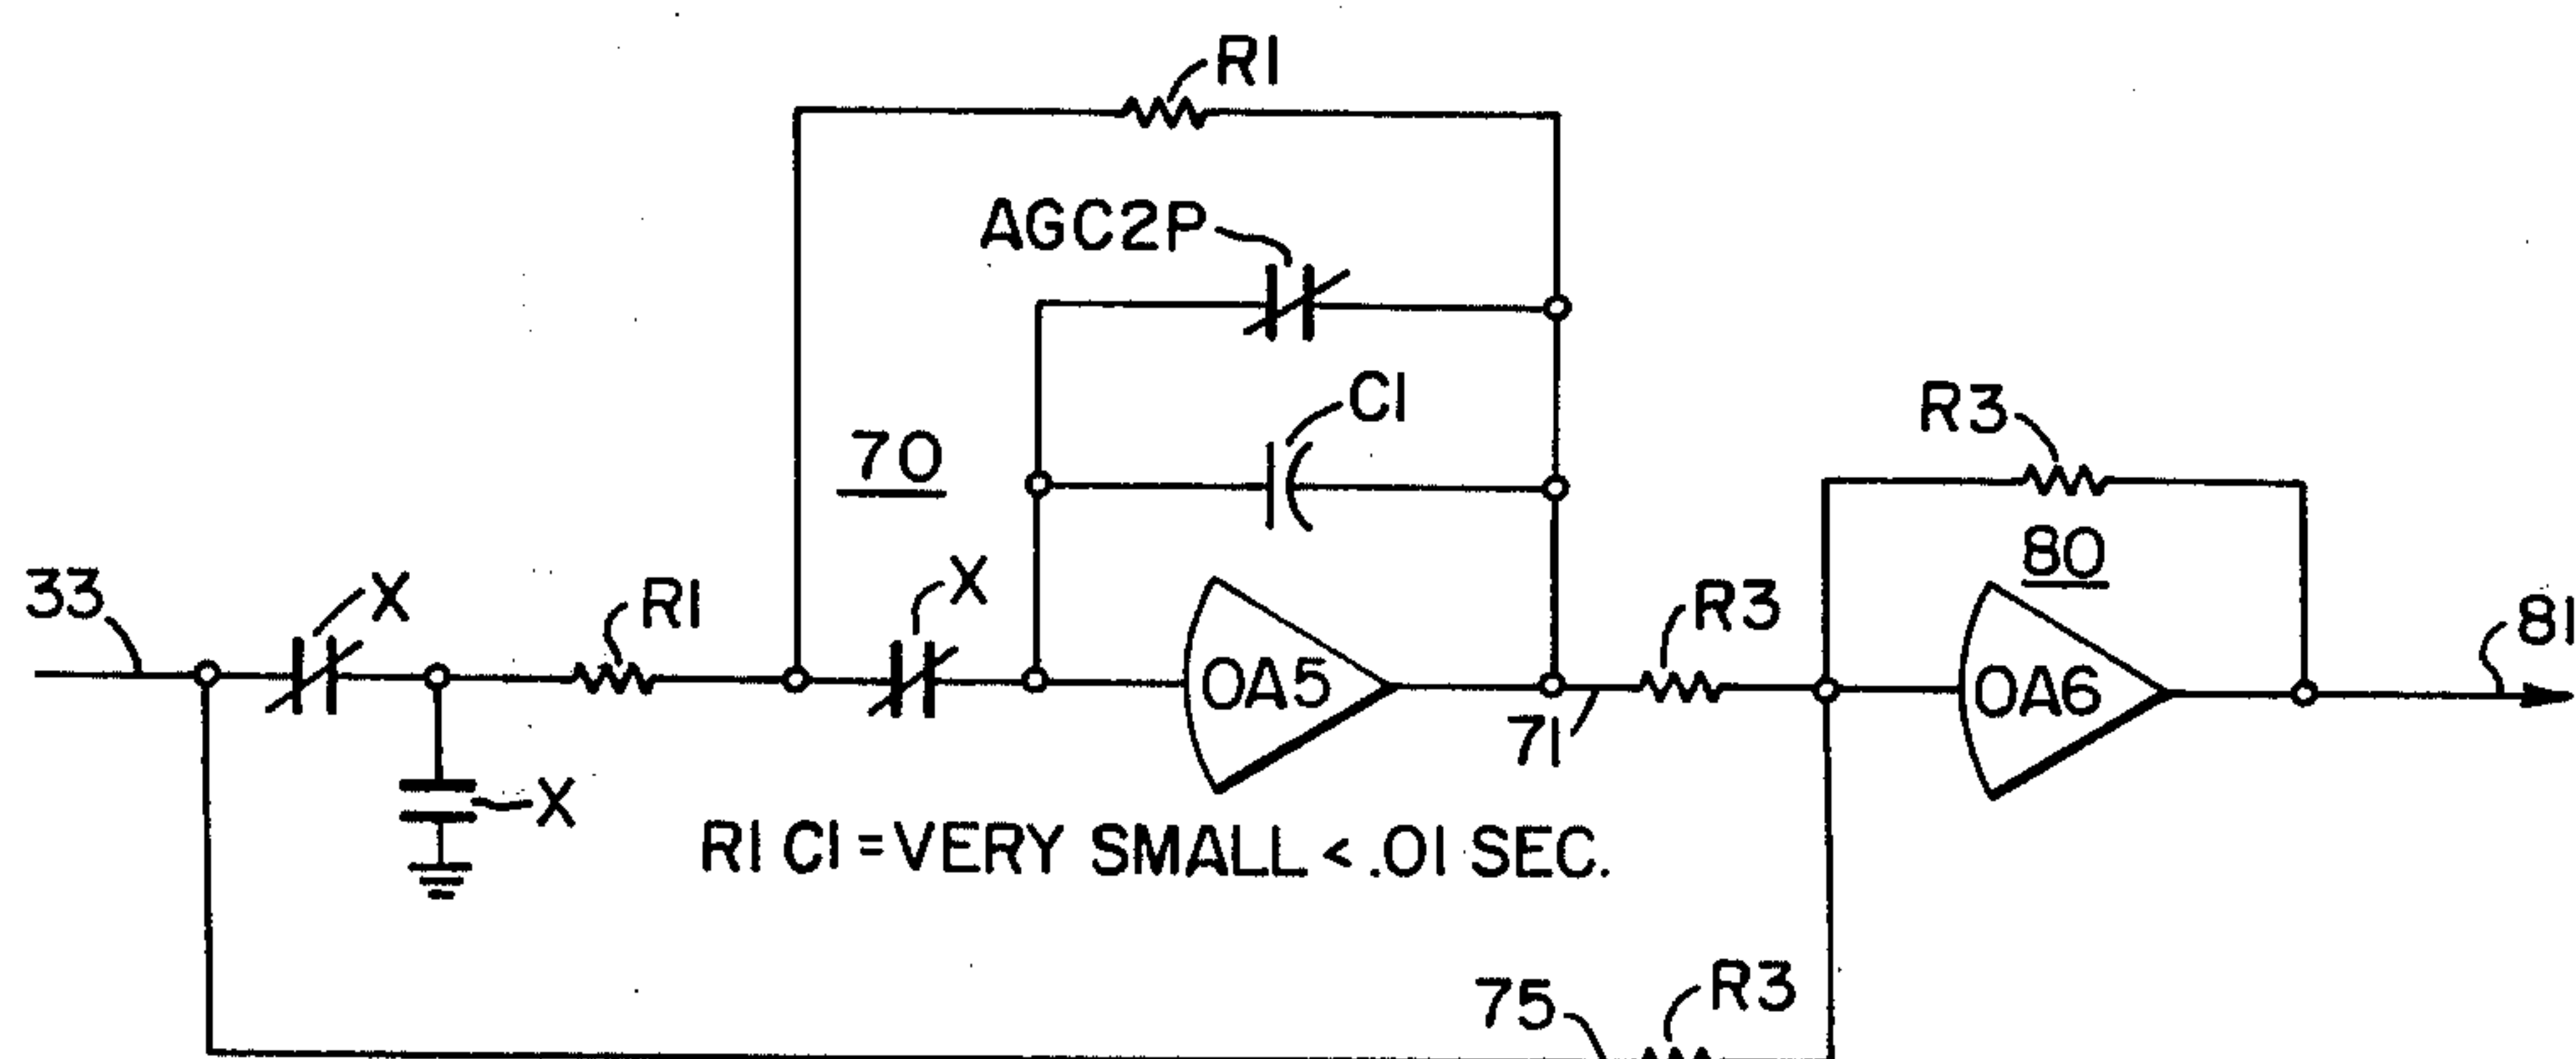 R1
AGC2P
C1
70
R3
80
33
X
R1
X
OA5
71
R3
OA6
81
X
R1 C1 = VERY SMALL < .01 SEC.
75
R3